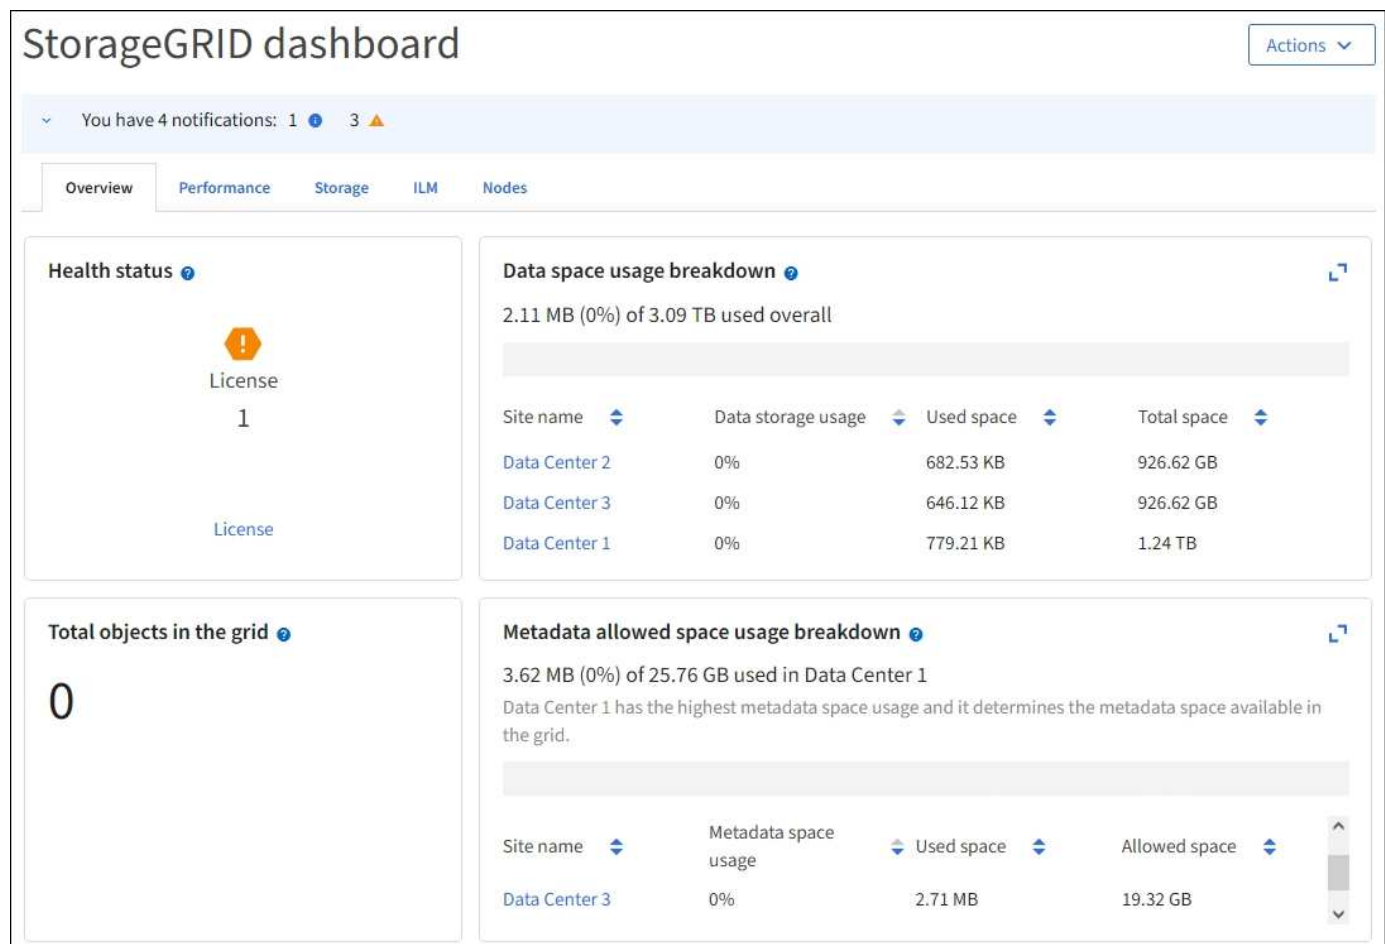 StorageGRID dashboard
Actions
You have 4 notifications: 1 3
Overview Performance Storage ILM Nodes
Health status
License
1
License
Data space usage breakdown
2.11 MB (0%) of 3.09 TB used overall
Site name Data storage usage Used space Total space
Data Center 2 0% 682.53 KB 926.62 GB
Data Center 3 0% 646.12 KB 926.62 GB
Data Center 1 0% 779.21 KB 1.24 TB
Total objects in the grid
0
Metadata allowed space usage breakdown
3.62 MB (0%) of 25.76 GB used in Data Center 1
Data Center 1 has the highest metadata space usage and it determines the metadata space available in
the grid.
Site name Metadata space usage Used space Allowed space
Data Center 3 0% 2.71 MB 19.32 GB